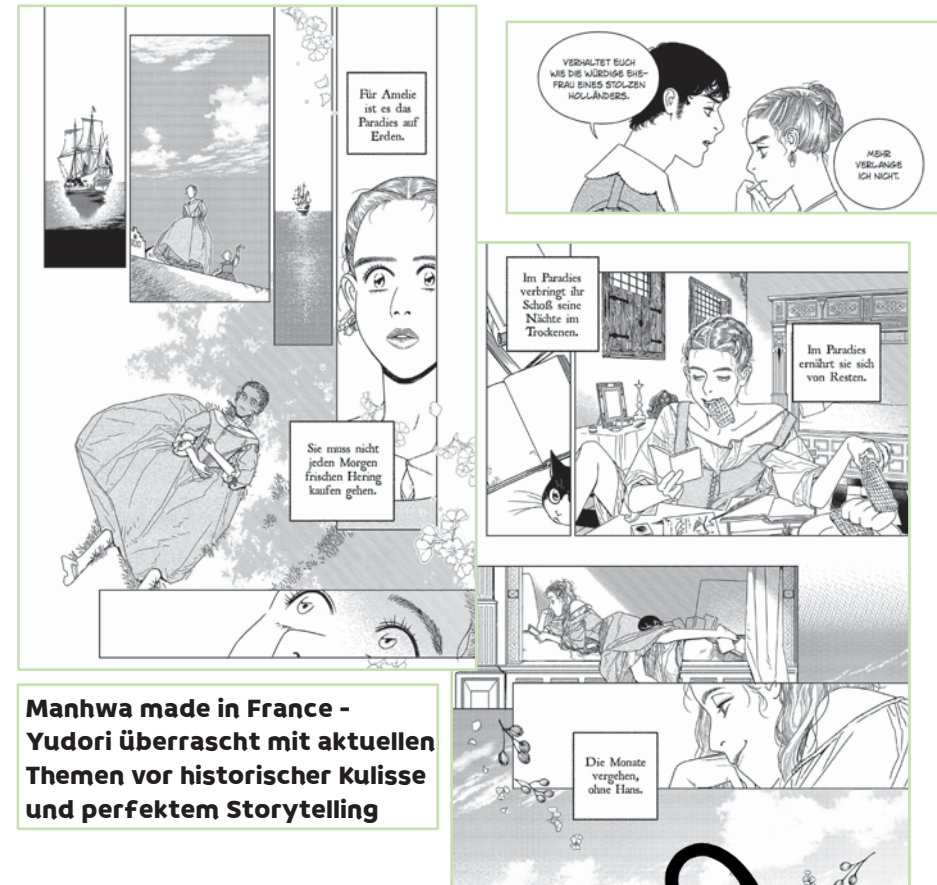 Für Amelie
ist es das
Paradies auf
Erden.
Sie muss nicht
jeden Morgen
frischen Hering
kaufen gehen.
VERHALTET EUCH
WIE DIE WÜRDIGE EHE-
FRAU EINES STOLZEN
HOLLÄNDERS.
MEHR
VERLANGE
ICH NICHT.
Im Paradies
verbringt ihr
Schoß seine
Nächte im
Trockenen.
Im Paradies
ernährt sie sich
von Resten.
Die Monate
vergehen,
ohne Hans.
Manhwa made in France -
Yudori überrascht mit aktuellen
Themen vor historischer Kulisse
und perfektem Storytelling